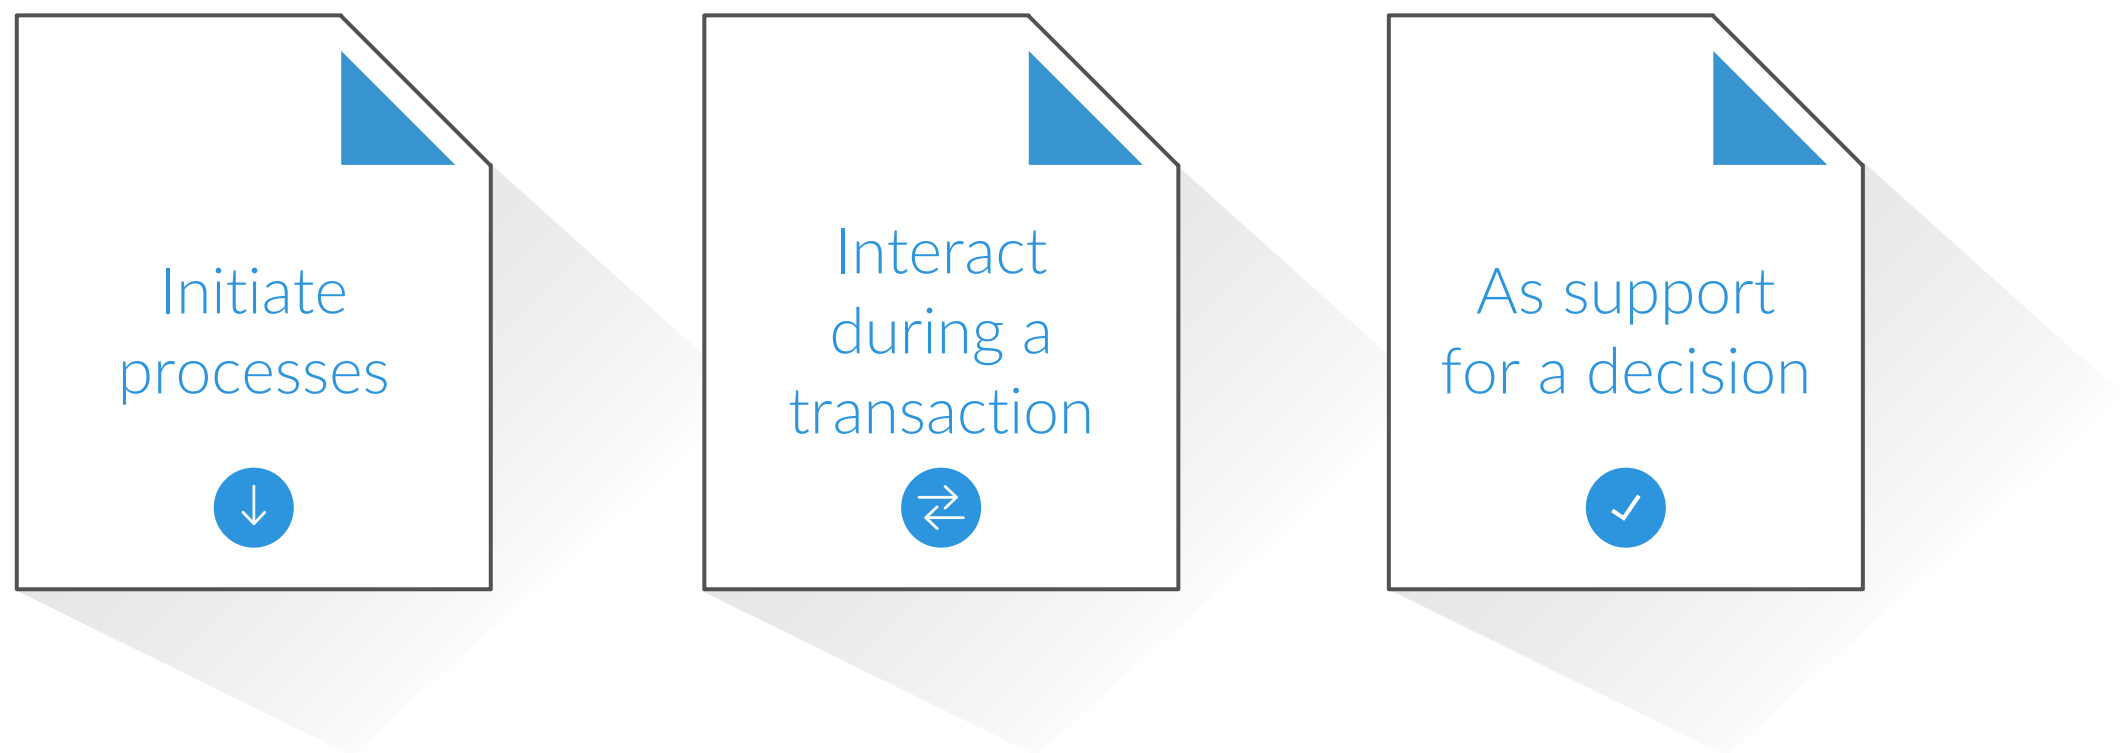 Initiate
processes
Interact
during a
transaction
As support
for a decision